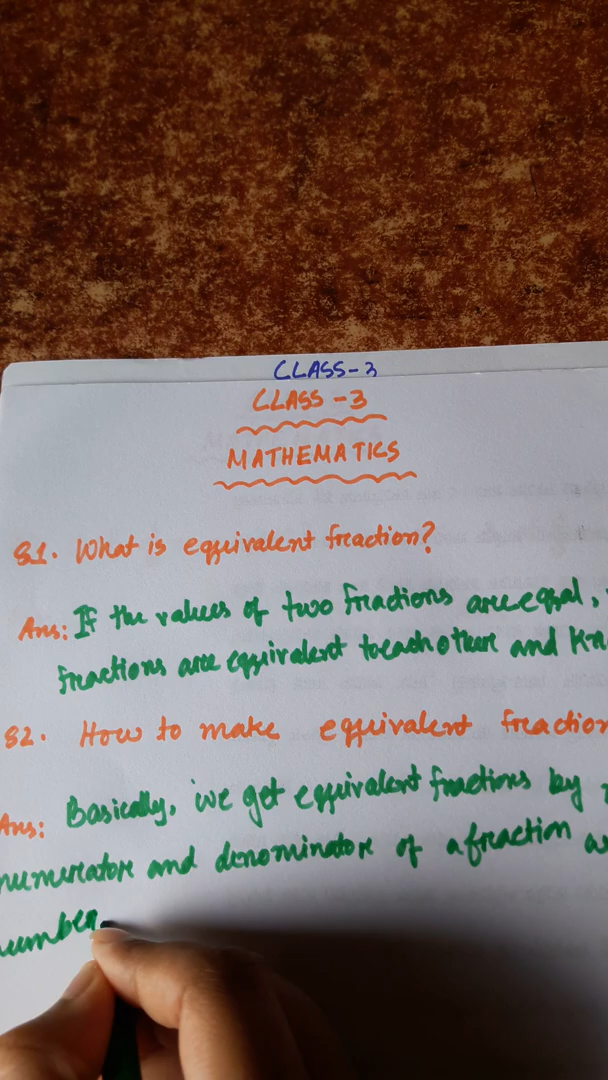 CLASS-3
CLASS-3
MATHEMATICS
Q1. What is equivalent fraction?
Ans: If the values of two fractions are equal,
fractions are equivalent to each other and
Q2. How to make equivalent fraction
Ans: Basically, we get equivalent fractions by
numerator and denominator of a fraction
number.